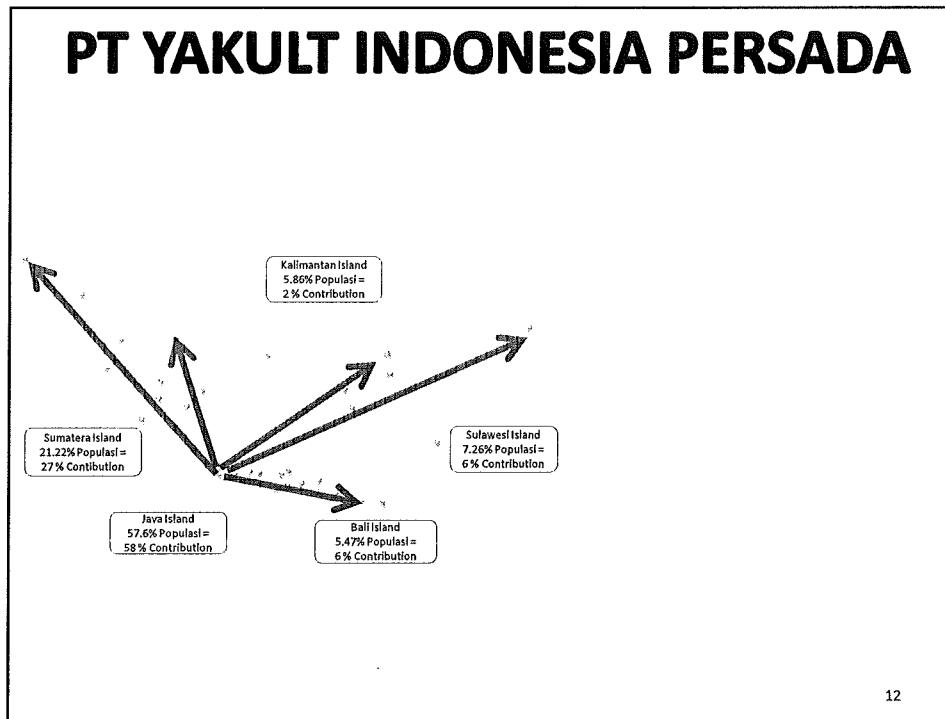 PT YAKULT INDONESIA PERSADA
Kalimantan Island
5.86% Populasi =
2 % Contribution
Sumatera Island
21.22% Populasi =
27 % Contibution
Sulawesi Island
7.26% Populasi =
6 % Contribution
Java Island
57.6% Populasi =
58 % Contribution
Bali Island
5.47% Populasi =
6 % Contribution
12